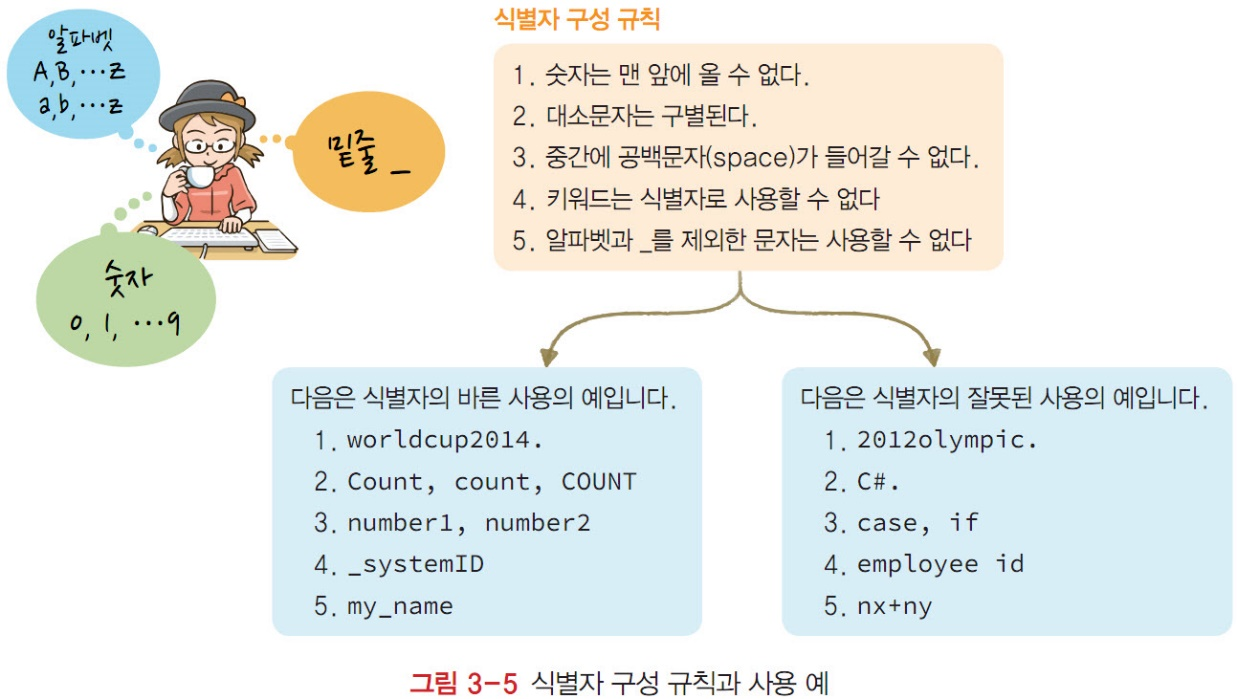 알파벳
A,B,···Z
a,b,···z
밑줄 _
숫자
0, 1, ···9
식별자 구성 규칙
1. 숫자는 맨 앞에 올 수 없다.
2. 대소문자는 구별된다.
3. 중간에 공백문자(space)가 들어갈 수 없다.
4. 키워드는 식별자로 사용할 수 없다
5. 알파벳과 _를 제외한 문자는 사용할 수 없다
다음은 식별자의 바른 사용의 예입니다.
1. worldcup2014.
2. Count, count, COUNT
3. number1, number2
4. _systemID
5. my_name
다음은 식별자의 잘못된 사용의 예입니다.
1. 2012olympic.
2. C#.
3. case, if
4. employee id
5. nx+ny
그림 3-5 식별자 구성 규칙과 사용 예